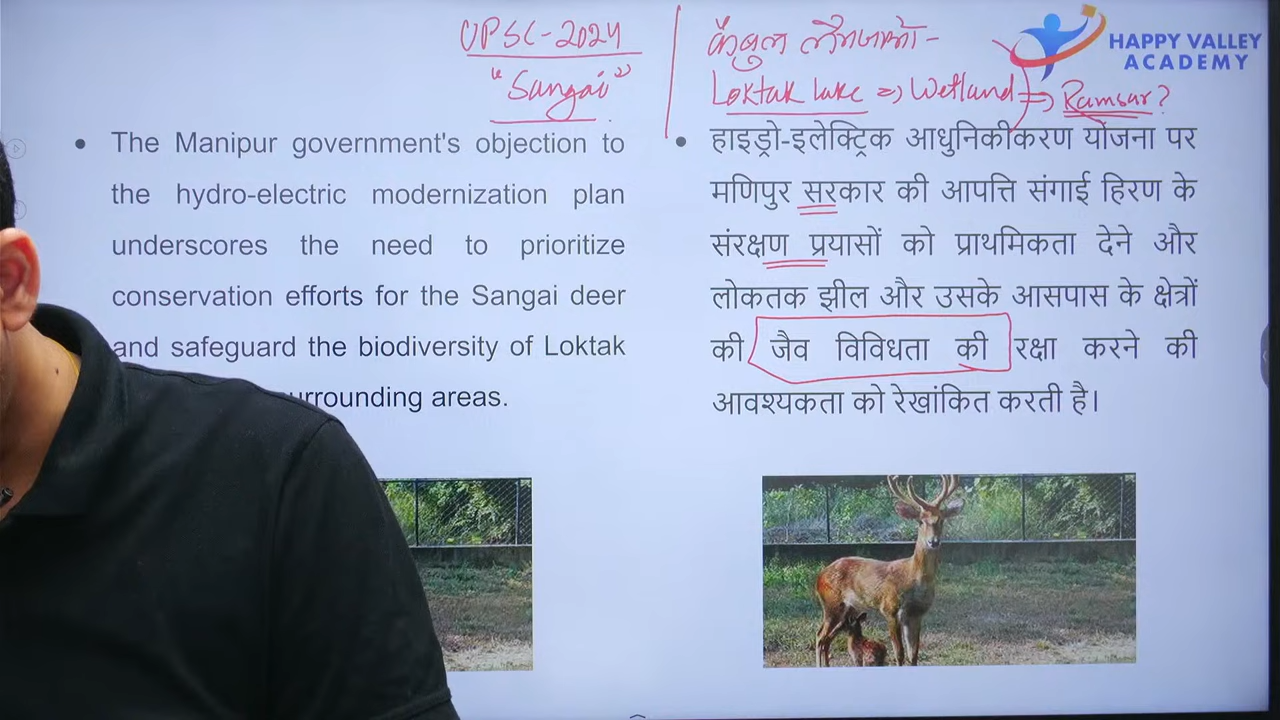 UPSC-2024
"Sangai"
Loktak lake => Wetland => Ramsar?
HAPPY VALLEY
ACADEMY
• The Manipur government's objection to
the hydro-electric modernization plan
underscores the need to prioritize
conservation efforts for the Sangai deer
and safeguard the biodiversity of Loktak
urrounding areas.
• हाइड्रो-इलेक्ट्रिक आधुनिकीकरण योजना पर
मणिपुर सरकार की आपत्ति संगाई हिरण के
संरक्षण प्रयासों को प्राथमिकता देने और
लोकतक झील और उसके आसपास के क्षेत्रों
की जैव विविधता की रक्षा करने की
आवश्यकता को रेखांकित करती है।